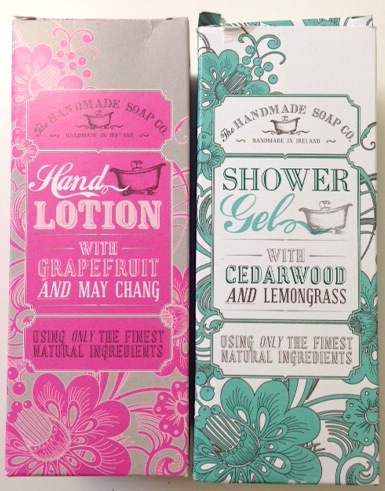 The HANDMADE SOAP CO.
HANDMADE IN IRELAND
Hand
LOTION
WITH
GRAPEFRUIT
AND MAY CHANG
USING ONLY THE FINEST
NATURAL INGREDIENTS
The HANDMADE SOAP CO.
HANDMADE IN IRELAND
SHOWER
Gel
WITH
CEDARWOOD
AND LEMONGRASS
USING ONLY THE FINEST
NATURAL INGREDIENTS